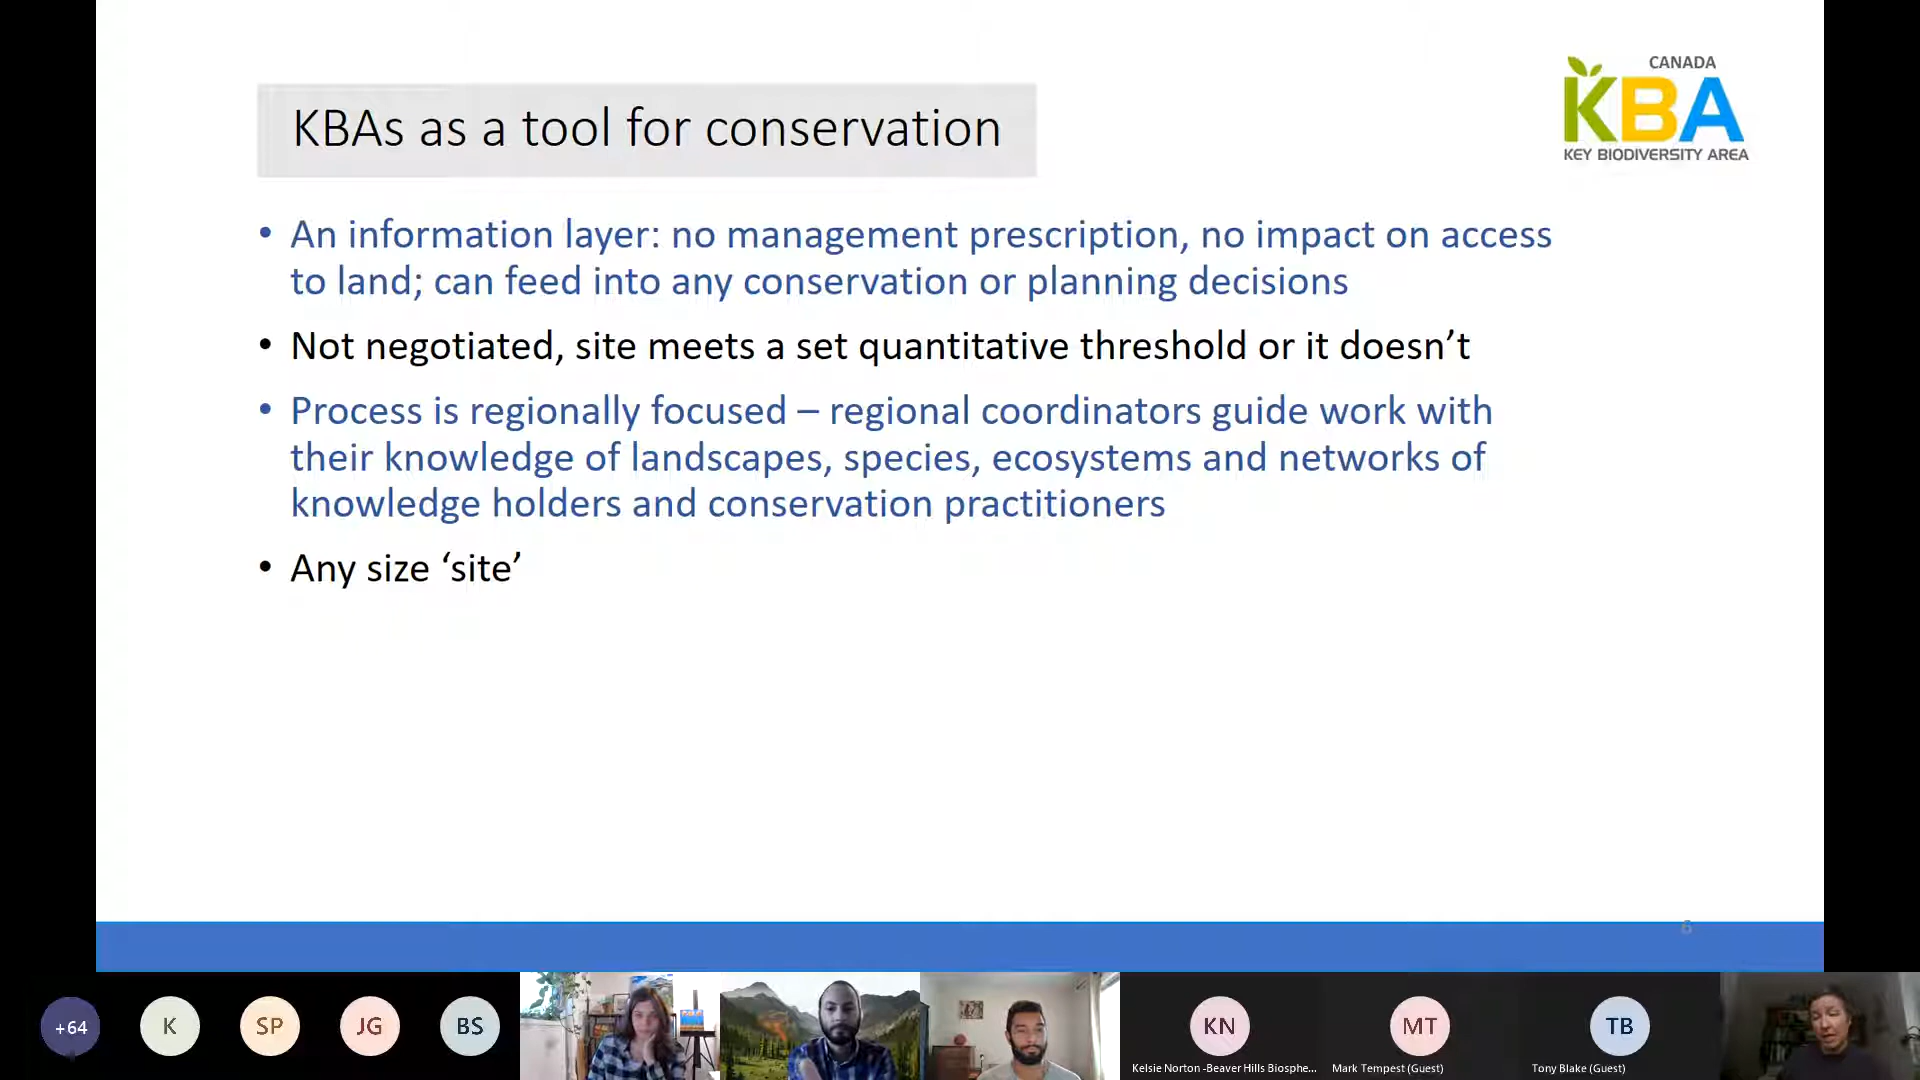 CANADA
KBA
KEY BIODIVERSITY AREA
KBAs as a tool for conservation
• An information layer: no management prescription, no impact on access
to land; can feed into any conservation or planning decisions
• Not negotiated, site meets a set quantitative threshold or it doesn’t
• Process is regionally focused – regional coordinators guide work with
their knowledge of landscapes, species, ecosystems and networks of
knowledge holders and conservation practitioners
• Any size ‘site’
6
+64
K
SP
JG
BS
KN
MT
TB
Kelsie Norton -Beaver Hills Biosphe...
Mark Tempest (Guest)
Tony Blake (Guest)